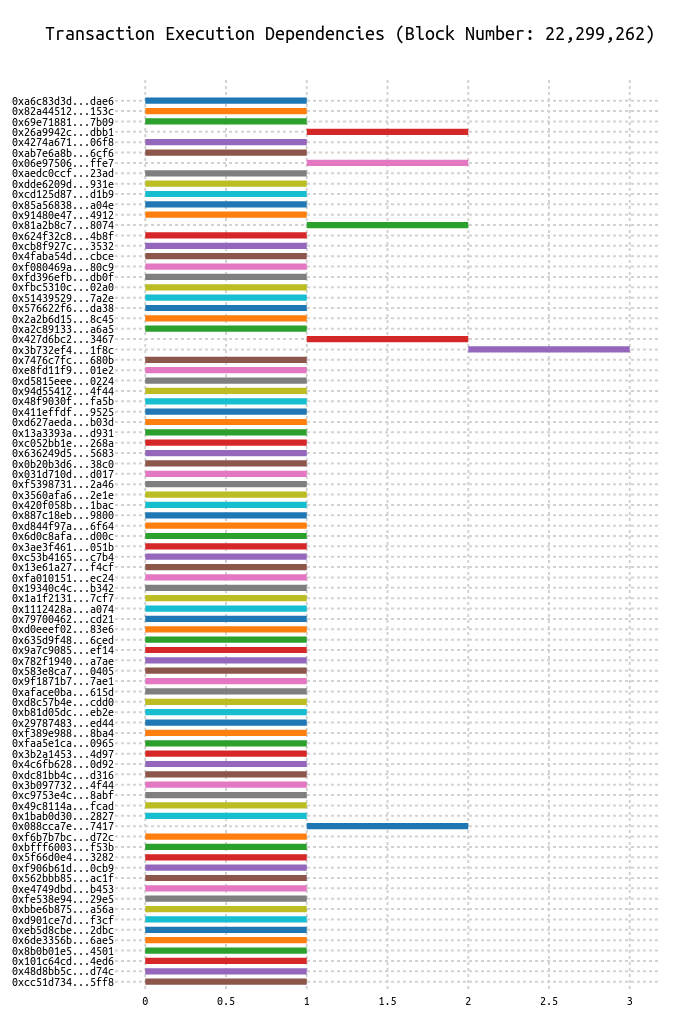 Transaction Execution Dependencies (Block Number: 22,299,262)
0xa6c83d3d...dae6
0x82a44512...153c
0x69e71881...7b09
0x26a9942c...dbb1
0x4274a671...06f8
0xab7e6a8b...6cf6
0x06e97506...ffe7
0xaedc0ccf...23ad
0xdde6209d...931e
0xcd125d87...d1b9
0x85a56838...a04e
0x91480e47...4912
0x81a2b8c7...8074
0x624f32c8...4b8f
0xcb8f927c...3532
0x4faba54d...cbce
0xf080469a...80c9
0xfd396efb...db0f
0xfbc5310c...02a0
0x51439529...7a2e
0x576622f6...da38
0x2a2b6d15...8c45
0xa2c89133...a6a5
0x427d6bc2...3467
0x3b732ef4...1f8c
0x7476c7fc...680b
0xe8fd11f9...01e2
0xd5815eee...0224
0x94d55412...4f44
0x48f9030f...fa5b
0x411effdf...9525
0xd627aeda...b03d
0x13a3393a...d931
0xc052bb1e...268a
0x636249d5...5683
0x0b20b3d6...38c0
0x031d710d...d017
0xf5398731...2a46
0x3560afa6...2e1e
0x420f058b...1bac
0x887c18eb...9800
0xd844f97a...6f64
0x6d0c8afa...d00c
0x3ae3f461...051b
0xc53b4165...c7b4
0x13e61a27...f4cf
0xfa010151...ec24
0x19340c4c...b342
0x1a1f2131...7cf7
0x1112428a...a074
0x79700462...cd21
0xd0eeef02...83e6
0x635d9f48...6ced
0x9a7c9085...ef14
0x782f1940...a7ae
0x583e8ca7...0405
0x9f1871b7...7ae1
0xaface0ba...615d
0xd8c57b4e...cdd0
0xb81d05dc...eb2e
0x29787483...ed44
0xf389e988...8ba4
0xfaa5e1ca...0965
0x3b2a1453...4d97
0x4c6fb628...0d92
0xdc81bb4c...d316
0x3b097732...4f44
0xc9753e4c...8abf
0x49c8114a...fcad
0x1bab0d30...2827
0x088cca7e...7417
0xf6b7b7bc...d72c
0xbfff6003...f53b
0x5f66d0e4...3282
0xf906b61d...0cb9
0x562bbb85...ac1f
0xe4749dbd...b453
0xfe538e94...29e5
0xbbe6b875...a56a
0xd901ce7d...f3cf
0xeb5d8cbe...2dbc
0x6de3356b...6ae5
0x8b0b01e5...4501
0x101c64cd...4ed6
0x48d8bb5c...d74c
0xcc51d734...5ff8
0 0.5 1 1.5 2 2.5 3